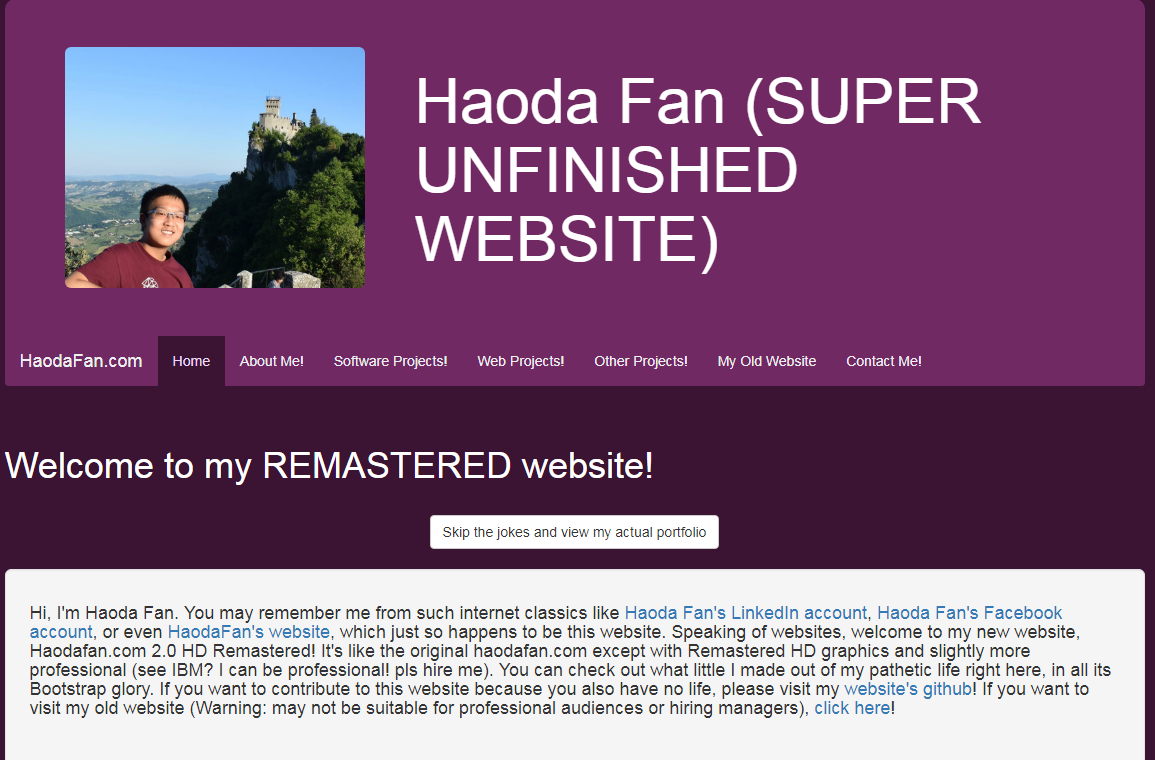 Haoda Fan (SUPER
UNFINISHED
WEBSITE)
HaodaFan.com Home About Me! Software Projects! Web Projects! Other Projects! My Old Website Contact Me!
Welcome to my REMASTERED website!
Skip the jokes and view my actual portfolio
Hi, I'm Haoda Fan. You may remember me from such internet classics like Haoda Fan's LinkedIn account, Haoda Fan's Facebook
account, or even HaodaFan's website, which just so happens to be this website. Speaking of websites, welcome to my new website,
Haodafan.com 2.0 HD Remastered! It's like the original haodafan.com except with Remastered HD graphics and slightly more
professional (see IBM? I can be professional! pls hire me). You can check out what little I made out of my pathetic life right here, in all its
Bootstrap glory. If you want to contribute to this website because you also have no life, please visit my website's github! If you want to
visit my old website (Warning: may not be suitable for professional audiences or hiring managers), click here!